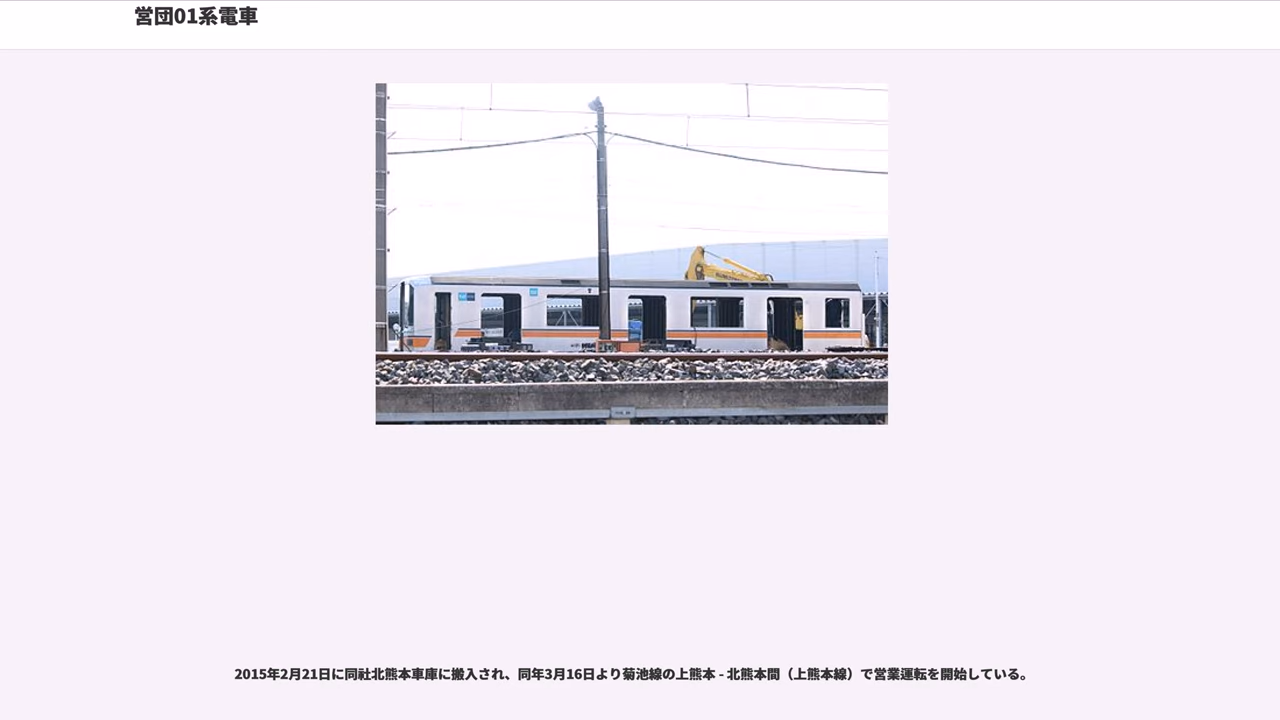 営団01系電車
2015年2月21日に同社北熊本車庫に搬入され、同年3月16日より菊池線の上熊本 - 北熊本間（上熊本線）で営業運転を開始している。